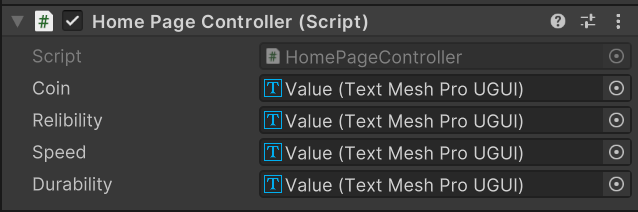 Home Page Controller (Script)
Script HomePageController
Coin Value (Text Mesh Pro UGUI)
Relibility Value (Text Mesh Pro UGUI)
Speed Value (Text Mesh Pro UGUI)
Durability Value (Text Mesh Pro UGUI)